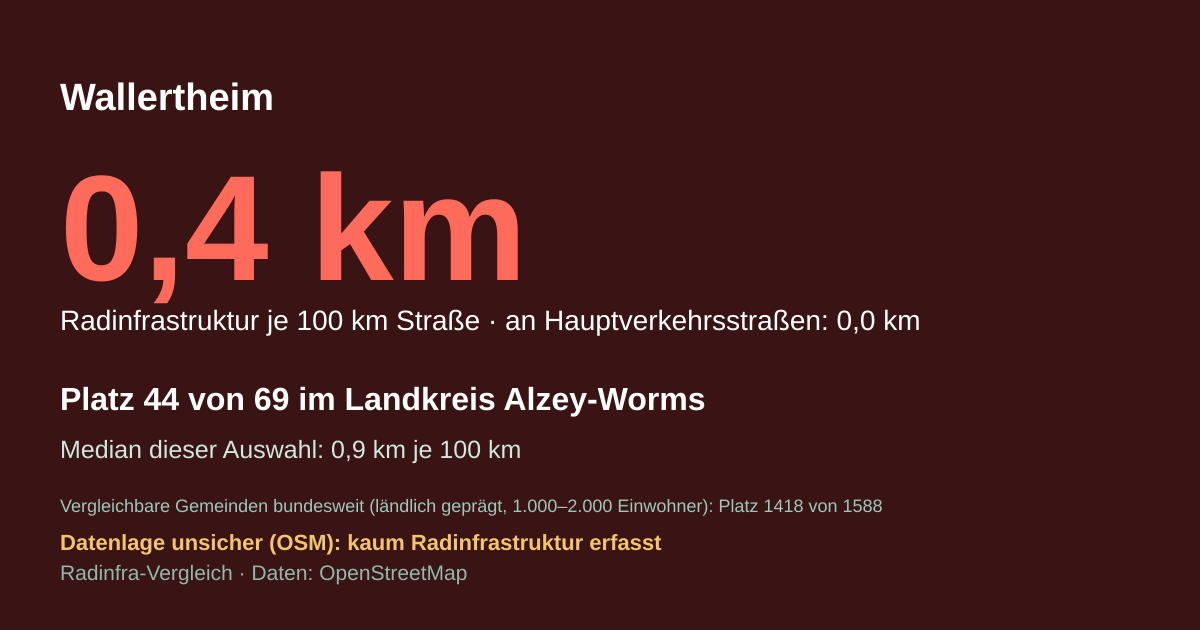 Wallertheim
0,4 km
Radinfrastruktur je 100 km Straße · an Hauptverkehrsstraßen: 0,0 km
Platz 44 von 69 im Landkreis Alzey-Worms
Median dieser Auswahl: 0,9 km je 100 km
Vergleichbare Gemeinden bundesweit (ländlich geprägt, 1.000–2.000 Einwohner): Platz 1418 von 1588
Datenlage unsicher (OSM): kaum Radinfrastruktur erfasst
Radinfra-Vergleich · Daten: OpenStreetMap